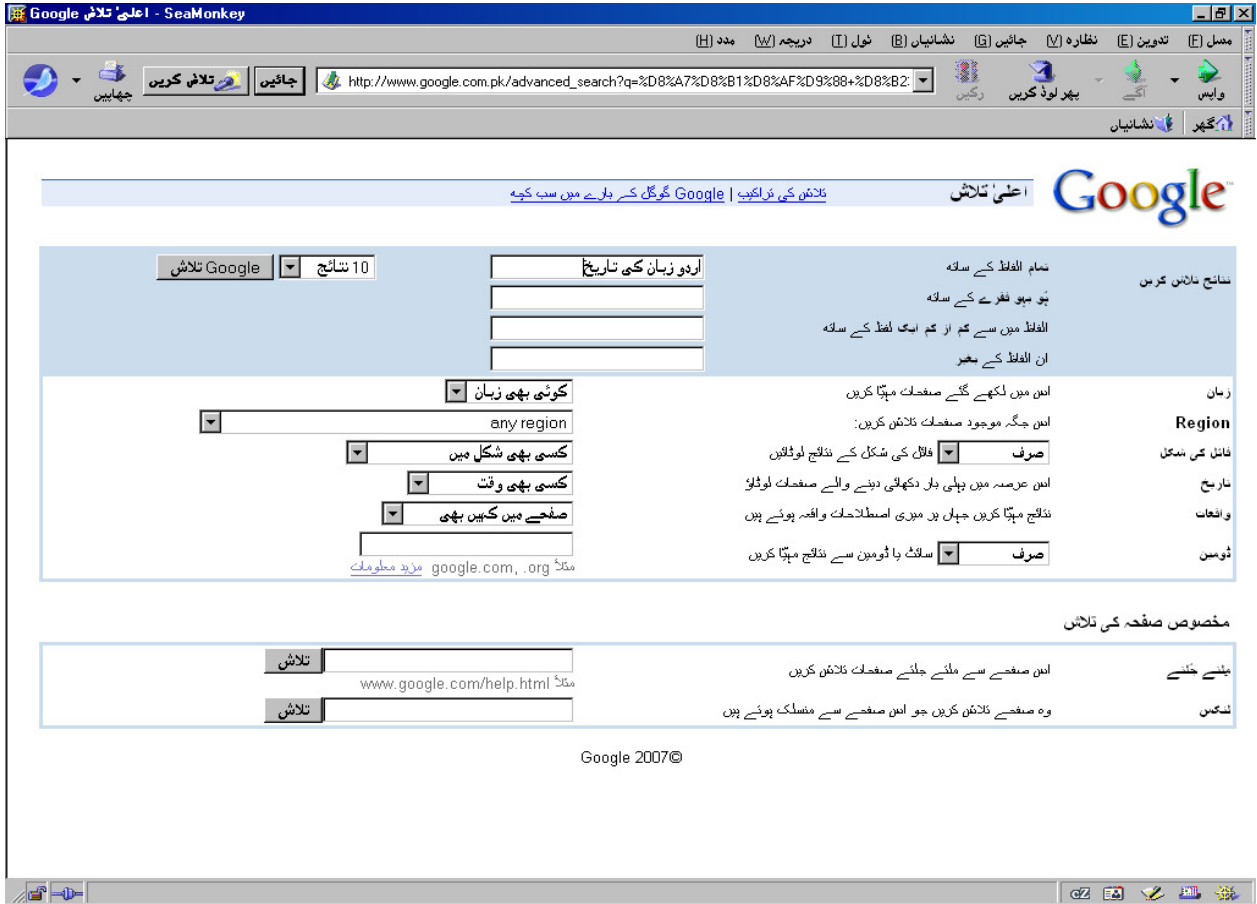 Google اعلیٰ تلاش - SeaMonkey
مسل (F) تدوین (E) نظارہ (V) جائیں (G) نشانیاں (B) ٹول (T) دریچہ (W) مدد (H)
واپس آگے پھر لوڈ کریں رکیں http://www.google.com.pk/advanced_search?q=%D8%A7%D8%B1%D8%AF%D9%88+%D8%B2 جائیں تلاش کریں چھاپیں
گھر نشانیاں
Google™
اعلیٰ تلاش تلاش کی تراکیب | Google گوگل کے بارے میں سب کچھ
نتائج تلاش کریں تمام الفاظ کے ساتھ اردو زبان کی تاریخ 10 نتائج Google تلاش
ہُو بہو فقرے کے ساتھ
الفاظ میں سے کم از کم ایک لفظ کے ساتھ
ان الفاظ کے بغیر
زبان اس میں لکھے گئے صفحات مہیّا کریں کوئی بھی زبان
Region اس جگہ موجود صفحات تلاش کریں: any region
فائل کی شکل صرف فائل کی شکل کے نتائج لوٹائیں کسی بھی شکل میں
تاریخ اس عرصہ میں پہلی بار دکھائی دینے والے صفحات لوٹاؤ کسی بھی وقت
واقعات نتائج مہیّا کریں جہاں پر میری اصطلاحات واقعہ ہوئے ہیں صفحے میں کہیں بھی
ڈومین صرف سائٹ یا ڈومین سے نتائج مہیّا کریں
مثلاً google.com, .org مزید معلومات
مخصوص صفحہ کی تلاش
مِلتے جُلتے اس صفحے سے ملتے جلتے صفحات تلاش کریں تلاش
مثلاً www.google.com/help.html
لنکس وہ صفحے تلاش کریں جو اس صفحے سے منسلک ہوئے ہیں تلاش
Google 2007©
cZ